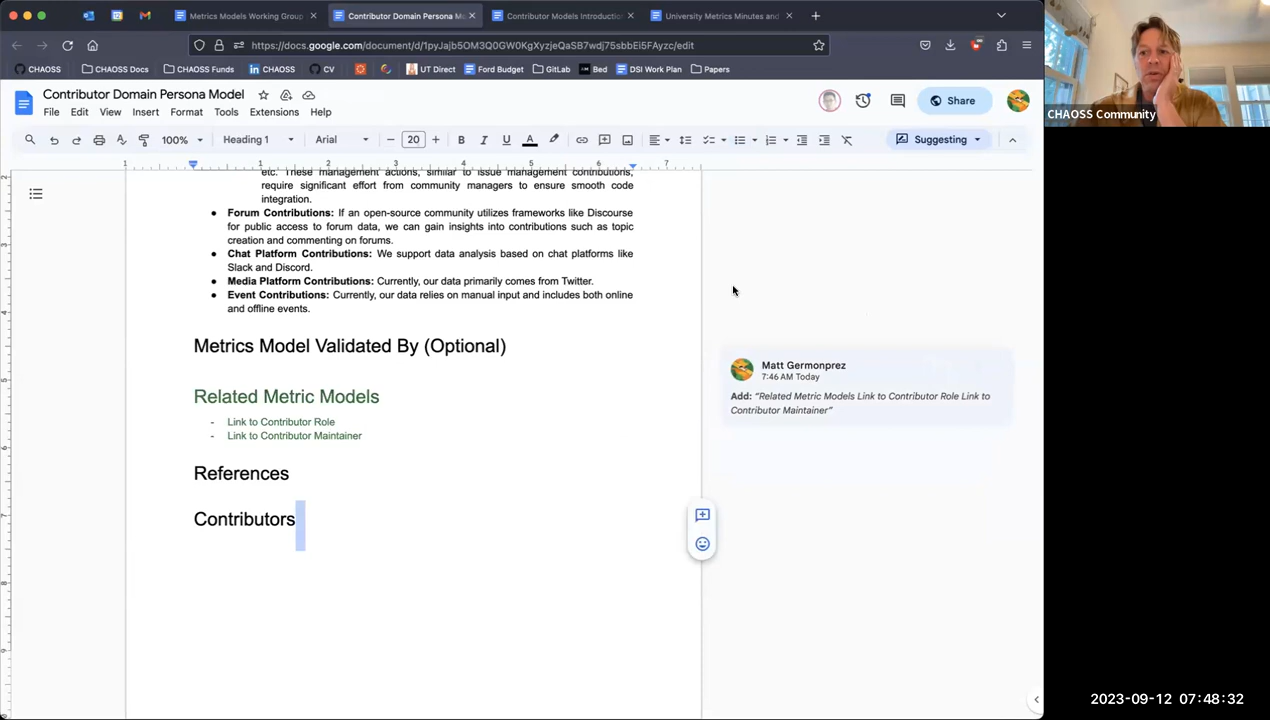 Metrics Models Working Group
Contributor Domain Persona Mo
Contributor Models Introduction
University Metrics Minutes and
https://docs.google.com/document/d/1pyJajb5OM3Q0GW0KgXyzjeQaSB7wdj75sbbEi5FAyzc/edit
CHAOSS
CHAOSS Docs
CHAOSS Funds
CHAOSS
CV
UT Direct
Ford Budget
GitLab
Bed
DSI Work Plan
Papers
Contributor Domain Persona Model
File Edit View Insert Format Tools Extensions Help
Share
100% Heading 1 Arial 20 Suggesting
1 1 2 3 4 5 6 7
etc. These management actions, similar to issue management contributions,
require significant effort from community managers to ensure smooth code
integration.
● Forum Contributions: If an open-source community utilizes frameworks like Discourse
for public access to forum data, we can gain insights into contributions such as topic
creation and commenting on forums.
● Chat Platform Contributions: We support data analysis based on chat platforms like
Slack and Discord.
● Media Platform Contributions: Currently, our data primarily comes from Twitter.
● Event Contributions: Currently, our data relies on manual input and includes both online
and offline events.
Metrics Model Validated By (Optional)
Related Metric Models
- Link to Contributor Role
- Link to Contributor Maintainer
References
Contributors
Matt Germonprez
7:46 AM Today
Add: “Related Metric Models Link to Contributor Role Link to
Contributor Maintainer”
CHAOSS Community
2023-09-12 07:48:32